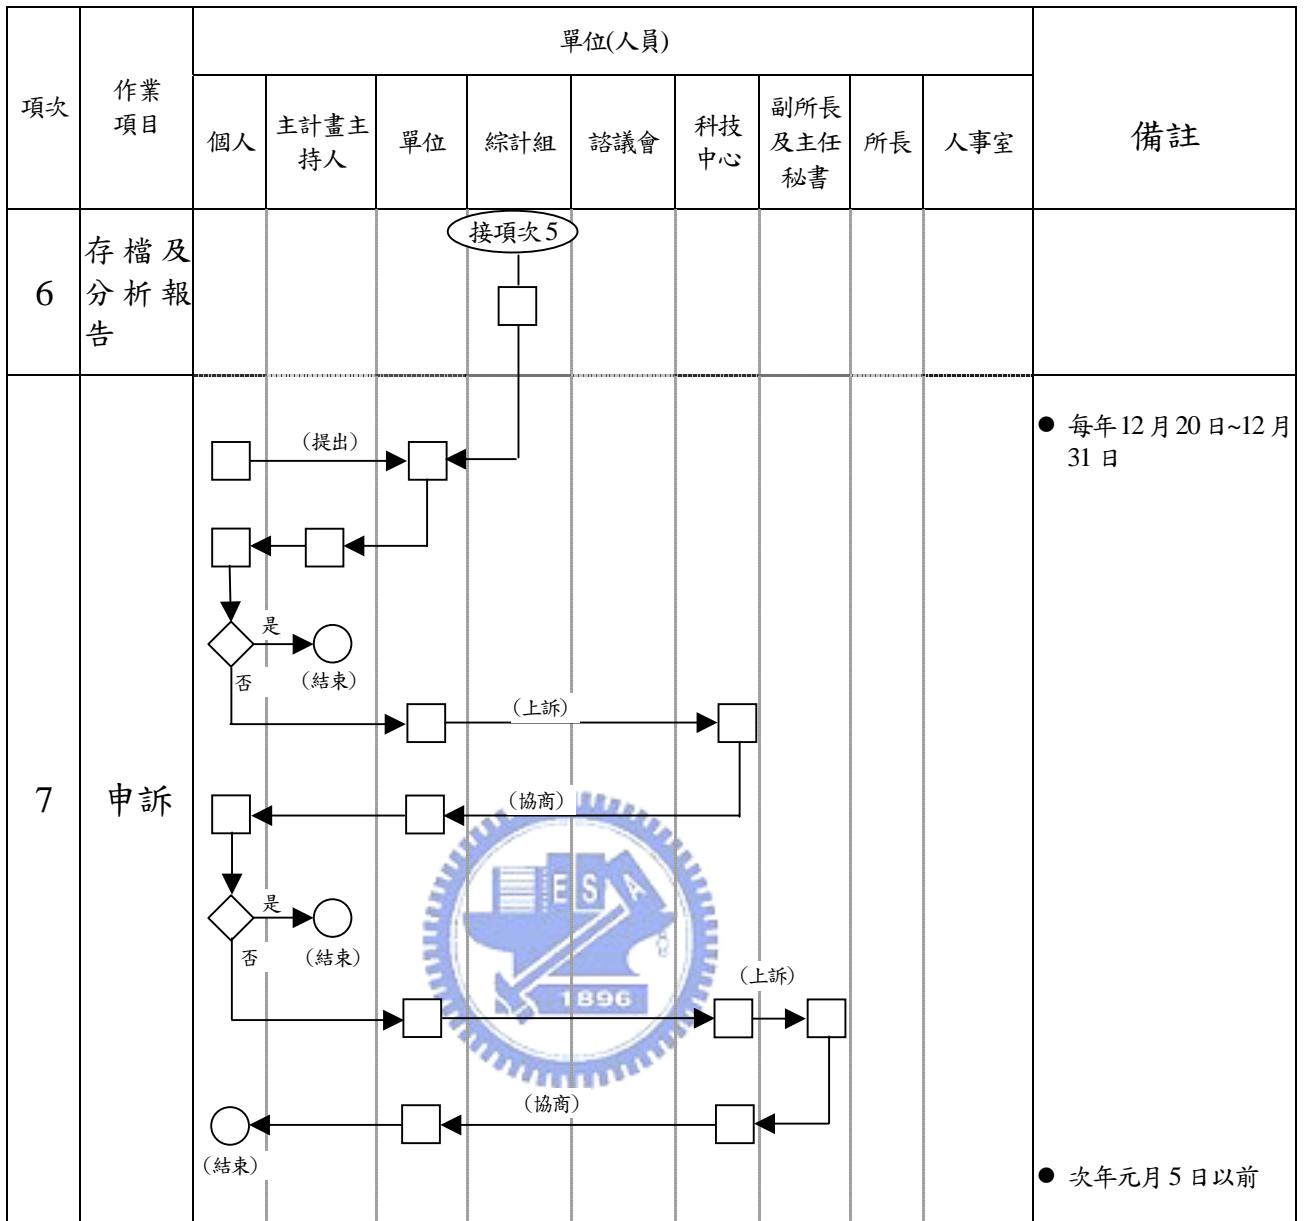 單位(人員)
項次
作業
項目
個人
主計畫主
持人
單位
綜計組
諮議會
科技
中心
副所長
及主任
秘書
所長
人事室
備註
6
存檔及
分析報
告
接項次5
7
申訴
(提出)
是
否
(結束)
(上訴)
(協商)
是
否
(結束)
(上訴)
(協商)
(結束)
E S A
1896
● 每年12月20日~12月
31日
● 次年元月5日以前